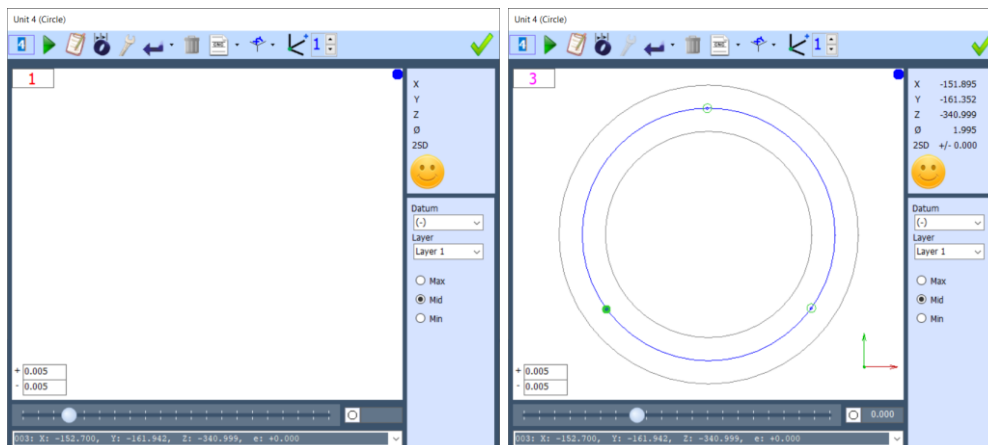 Unit 4 (Circle)
1
1
X
Y
Z
Ø
2SD
Datum
(-)
Layer
Layer 1
Max
Mid
Min
+ 0.005
- 0.005
003: X: -152.700, Y: -161.942, Z: -340.999, e: +0.000
Unit 4 (Circle)
1
3
X -151.895
Y -161.352
Z -340.999
Ø 1.995
2SD +/- 0.000
Datum
(-)
Layer
Layer 1
Max
Mid
Min
+ 0.005
- 0.005
0.000
003: X: -152.700, Y: -161.942, Z: -340.999, e: +0.000